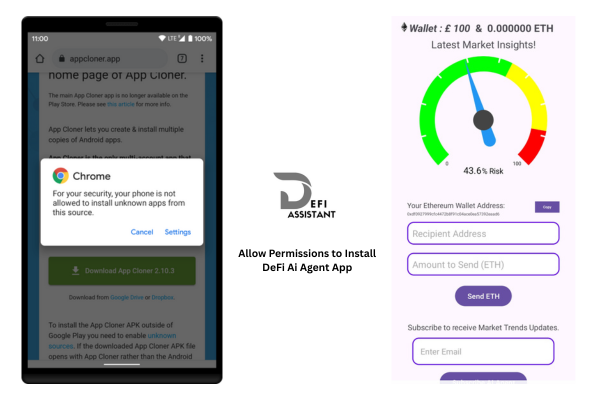 11:00
LTE 100%
appcloner.app
7
home page of App Cloner.
The main App Cloner app is no longer available on the
Play Store. Please see this article for more info.
App Cloner lets you create & install multiple
copies of Android apps.
App Cloner is the only multi-account app that
Chrome
For your security, your phone is not
allowed to install unknown apps from
this source.
Cancel Settings
Download App Cloner 2.10.3
Download from Google Drive or Dropbox.
To install the App Cloner APK outside of
Google Play you need to enable unknown
sources. If the downloaded App Cloner APK file
opens with App Cloner rather than the Android
DEFI
ASSISTANT
Allow Permissions to Install
DeFi Ai Agent App
Wallet : £ 100 & 0.000000 ETH
Latest Market Insights!
0
100
43.6% Risk
Your Ethereum Wallet Address:
Copy
Recipient Address
Amount to Send (ETH)
Send ETH
Subscribe to receive Market Trends Updates.
Enter Email